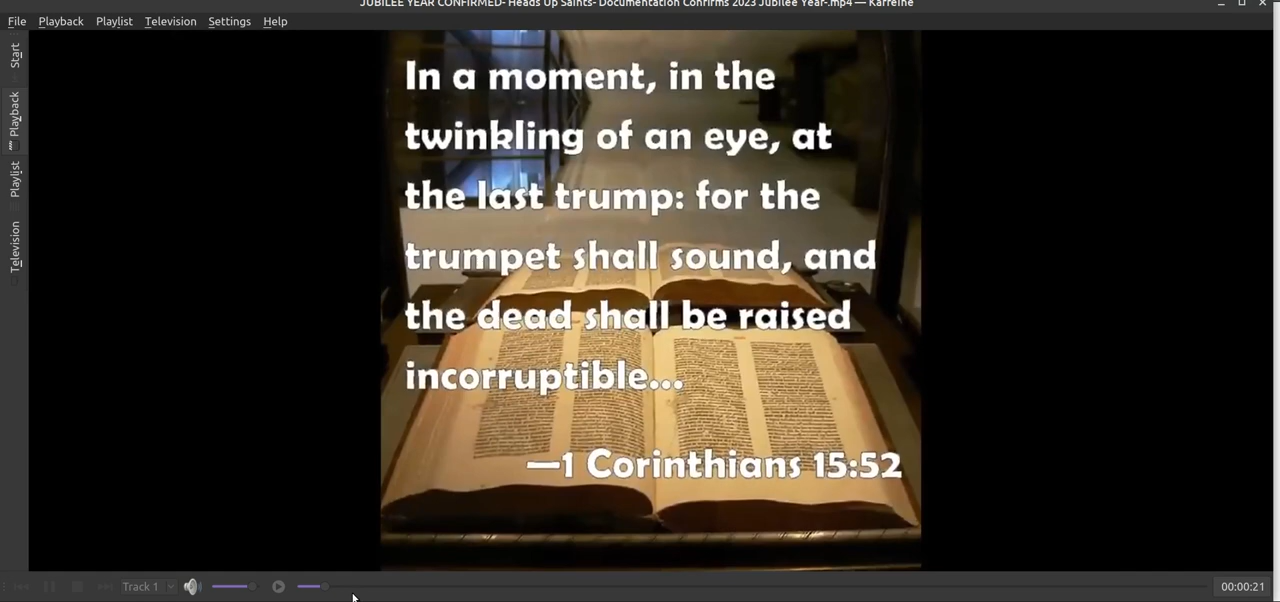 JUBILEE YEAR CONFIRMED- Heads Up Saints- Documentation Confirms 2023 Jubilee Year-.mp4 — Kaffeine
File Playback Playlist Television Settings Help
Start
Playback
Playlist
Television
In a moment, in the
twinkling of an eye, at
the last trump: for the
trumpet shall sound, and
the dead shall be raised
incorruptible...
—1 Corinthians 15:52
Track 1
00:00:21